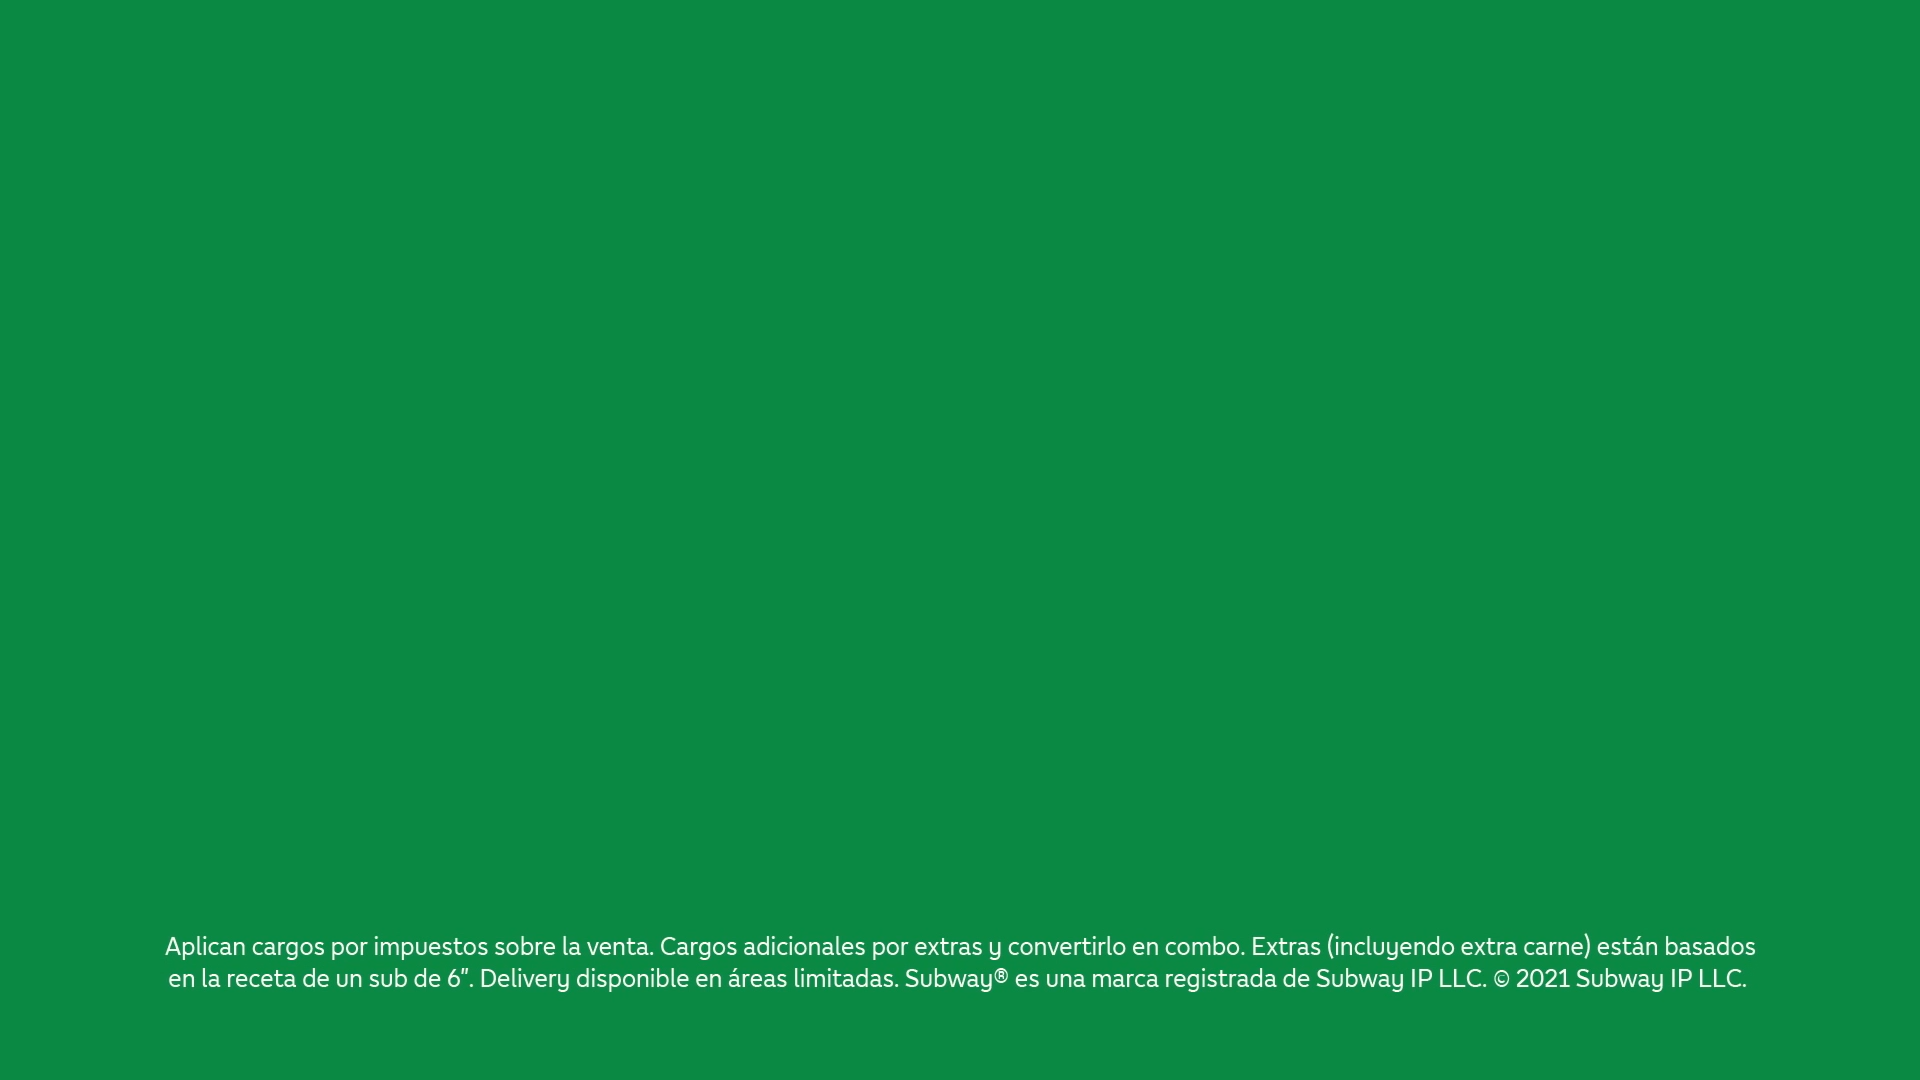 Aplican cargos por impuestos sobre la venta. Cargos adicionales por extras y convertirlo en combo. Extras (incluyendo extra carne) están basados
en la receta de un sub de 6”. Delivery disponible en áreas limitadas. Subway® es una marca registrada de Subway IP LLC. © 2021 Subway IP LLC.